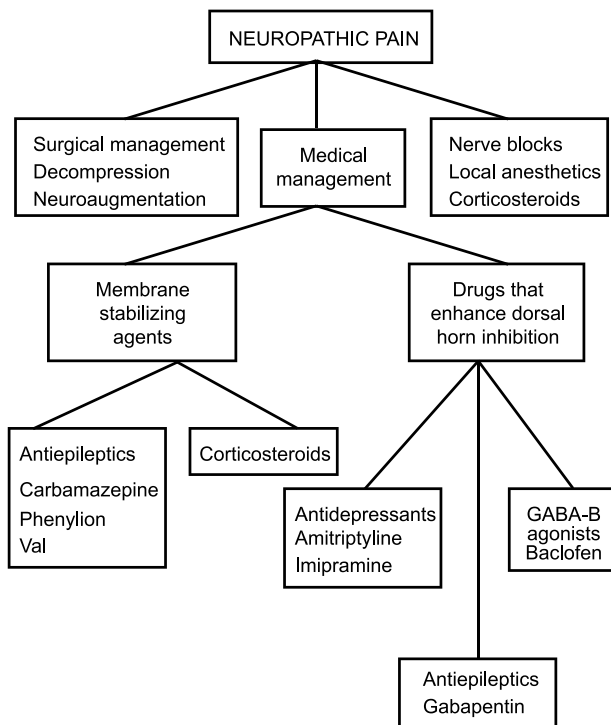 NEUROPATHIC PAIN
Surgical management
Decompression
Neuroaugmentation
Medical
management
Nerve blocks
Local anesthetics
Corticosteroids
Membrane
stabilizing
agents
Drugs that
enhance dorsal
horn inhibition
Antiepileptics
Carbamazepine
Phenylion
Val
Corticosteroids
Antidepressants
Amitriptyline
Imipramine
GABA-B
agonists
Baclofen
Antiepileptics
Gabapentin